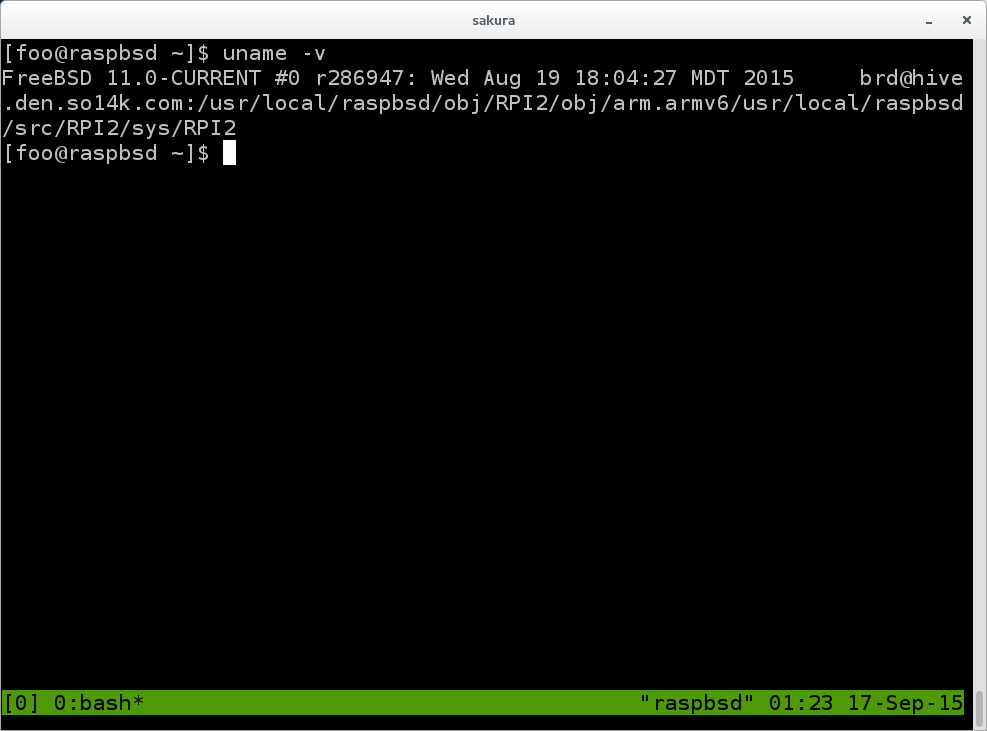 sakura
[foo@raspbsd ~]$ uname -v
FreeBSD 11.0-CURRENT #0 r286947: Wed Aug 19 18:04:27 MDT 2015     brd@hive
.den.so14k.com:/usr/local/raspbsd/obj/RPI2/obj/arm.armv6/usr/local/raspbsd
/src/RPI2/sys/RPI2
[foo@raspbsd ~]$
[0] 0:bash* "raspbsd" 01:23 17-Sep-15